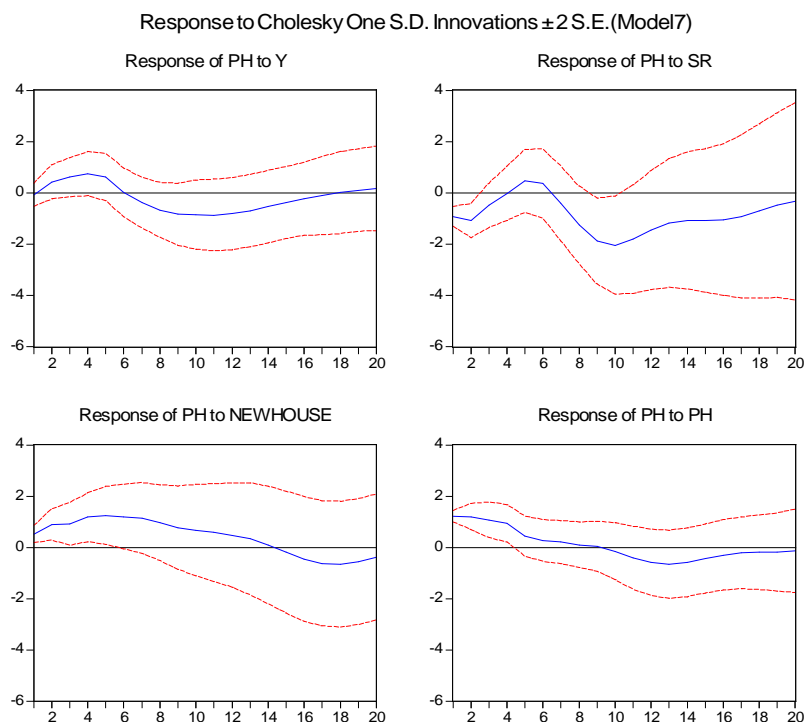 Response to Cholesky One S.D. Innovations ±2 S.E.(Model7)
Response of PH to Y
4
2
0
-2
-4
-6
2 4 6 8 10 12 14 16 18 20
Response of PH to SR
4
2
0
-2
-4
-6
2 4 6 8 10 12 14 16 18 20
Response of PH to NEWHOUSE
4
2
0
-2
-4
-6
2 4 6 8 10 12 14 16 18 20
Response of PH to PH
4
2
0
-2
-4
-6
2 4 6 8 10 12 14 16 18 20